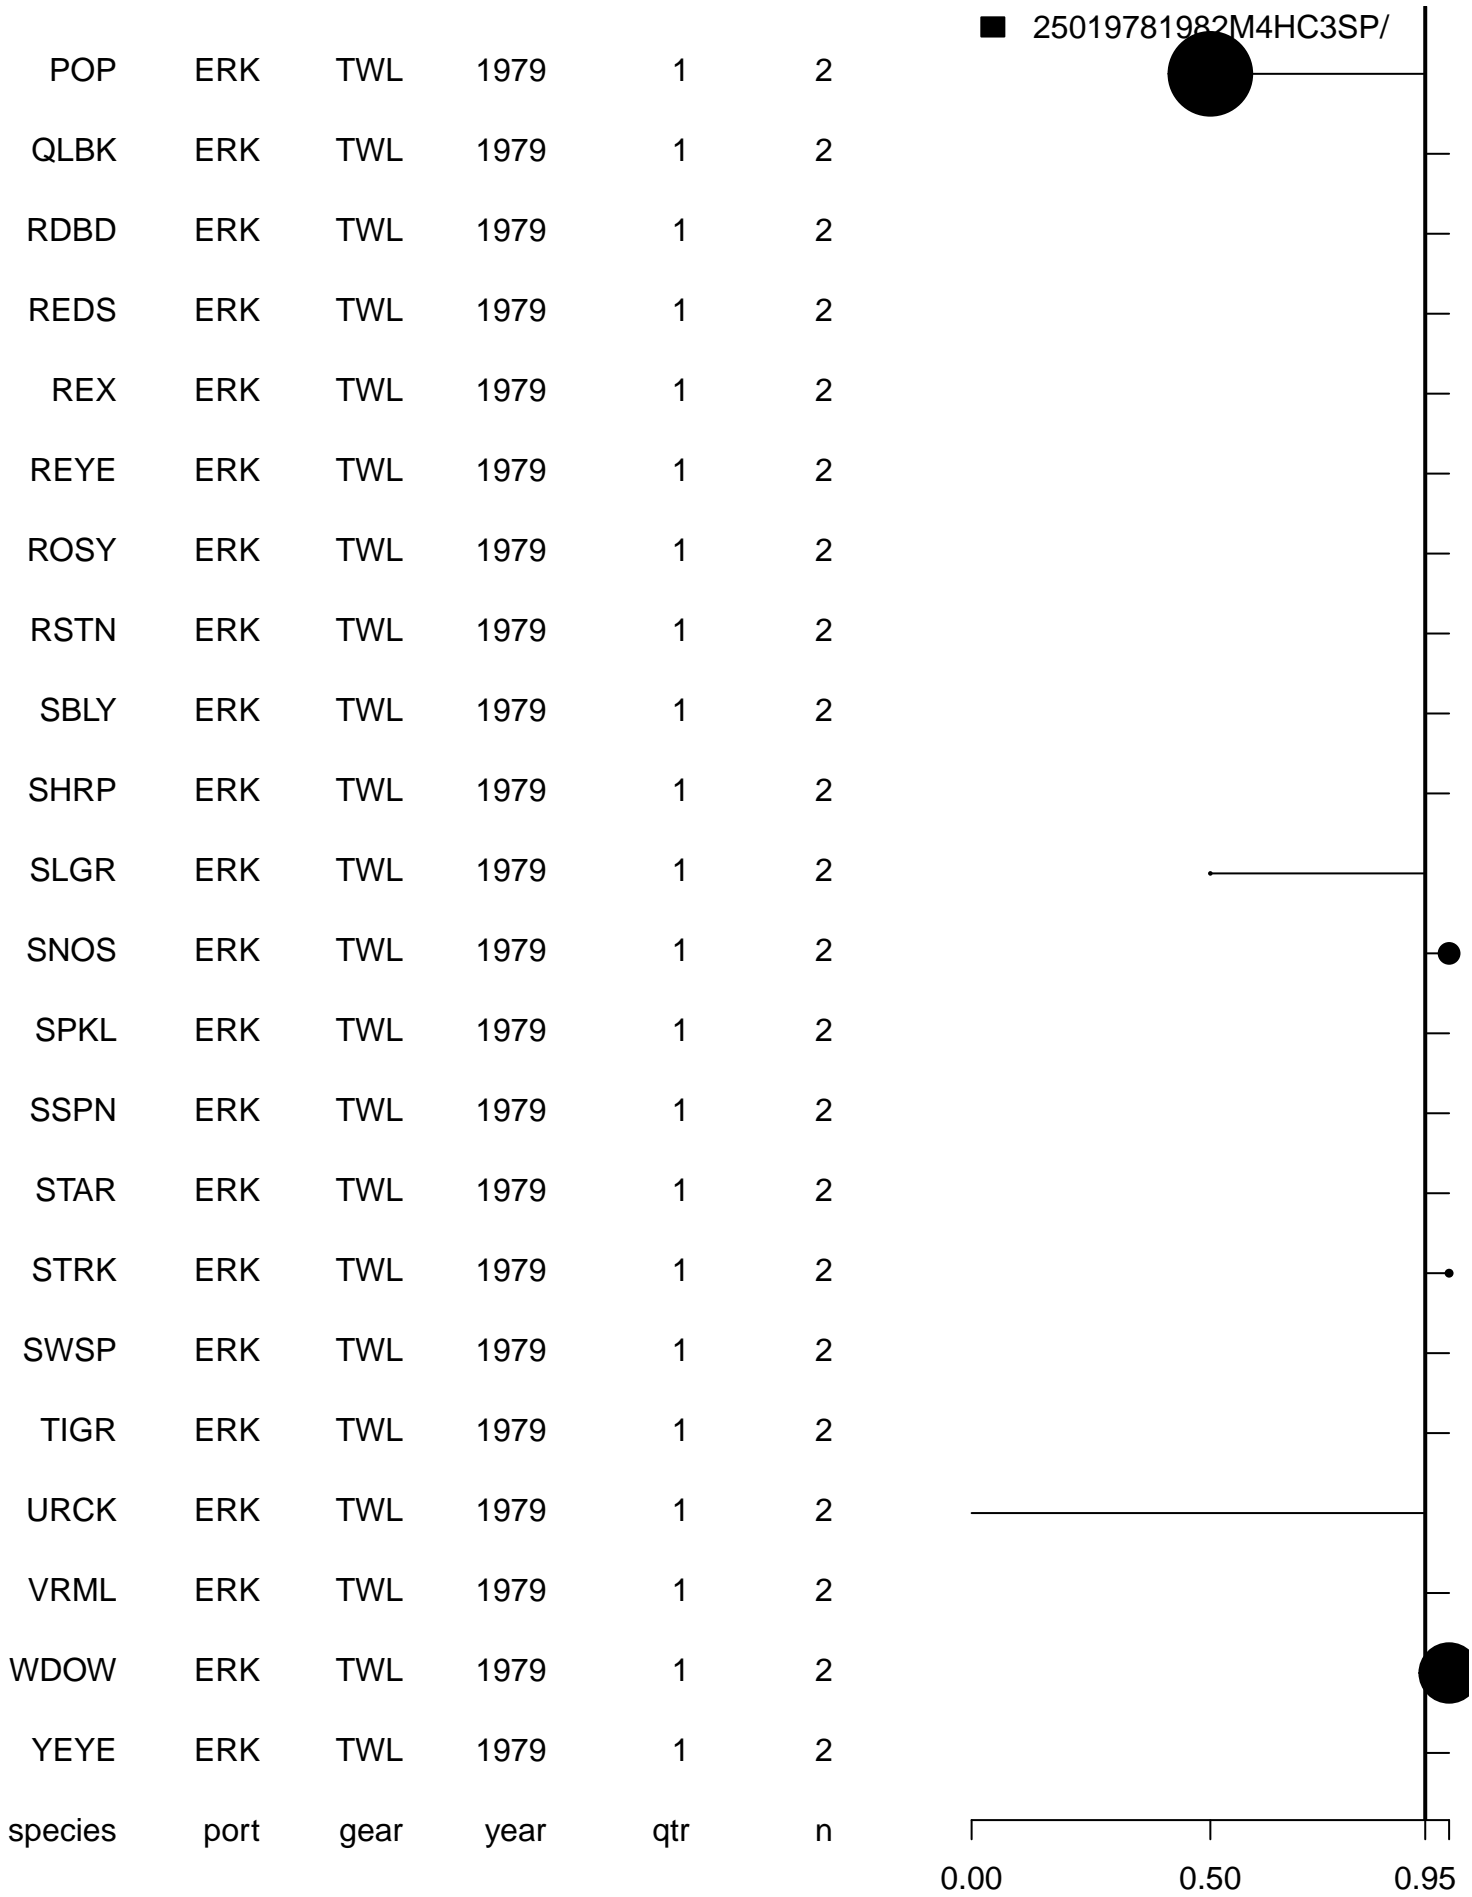 25019781982M4HC3SP/
POP ERK TWL 1979 1 2
QLBK ERK TWL 1979 1 2
RDBD ERK TWL 1979 1 2
REDS ERK TWL 1979 1 2
REX ERK TWL 1979 1 2
REYE ERK TWL 1979 1 2
ROSY ERK TWL 1979 1 2
RSTN ERK TWL 1979 1 2
SBLY ERK TWL 1979 1 2
SHRP ERK TWL 1979 1 2
SLGR ERK TWL 1979 1 2
SNOS ERK TWL 1979 1 2
SPKL ERK TWL 1979 1 2
SSPN ERK TWL 1979 1 2
STAR ERK TWL 1979 1 2
STRK ERK TWL 1979 1 2
SWSP ERK TWL 1979 1 2
TIGR ERK TWL 1979 1 2
URCK ERK TWL 1979 1 2
VRML ERK TWL 1979 1 2
WDOW ERK TWL 1979 1 2
YEYE ERK TWL 1979 1 2
species port gear year qtr n
0.00 0.50 0.95